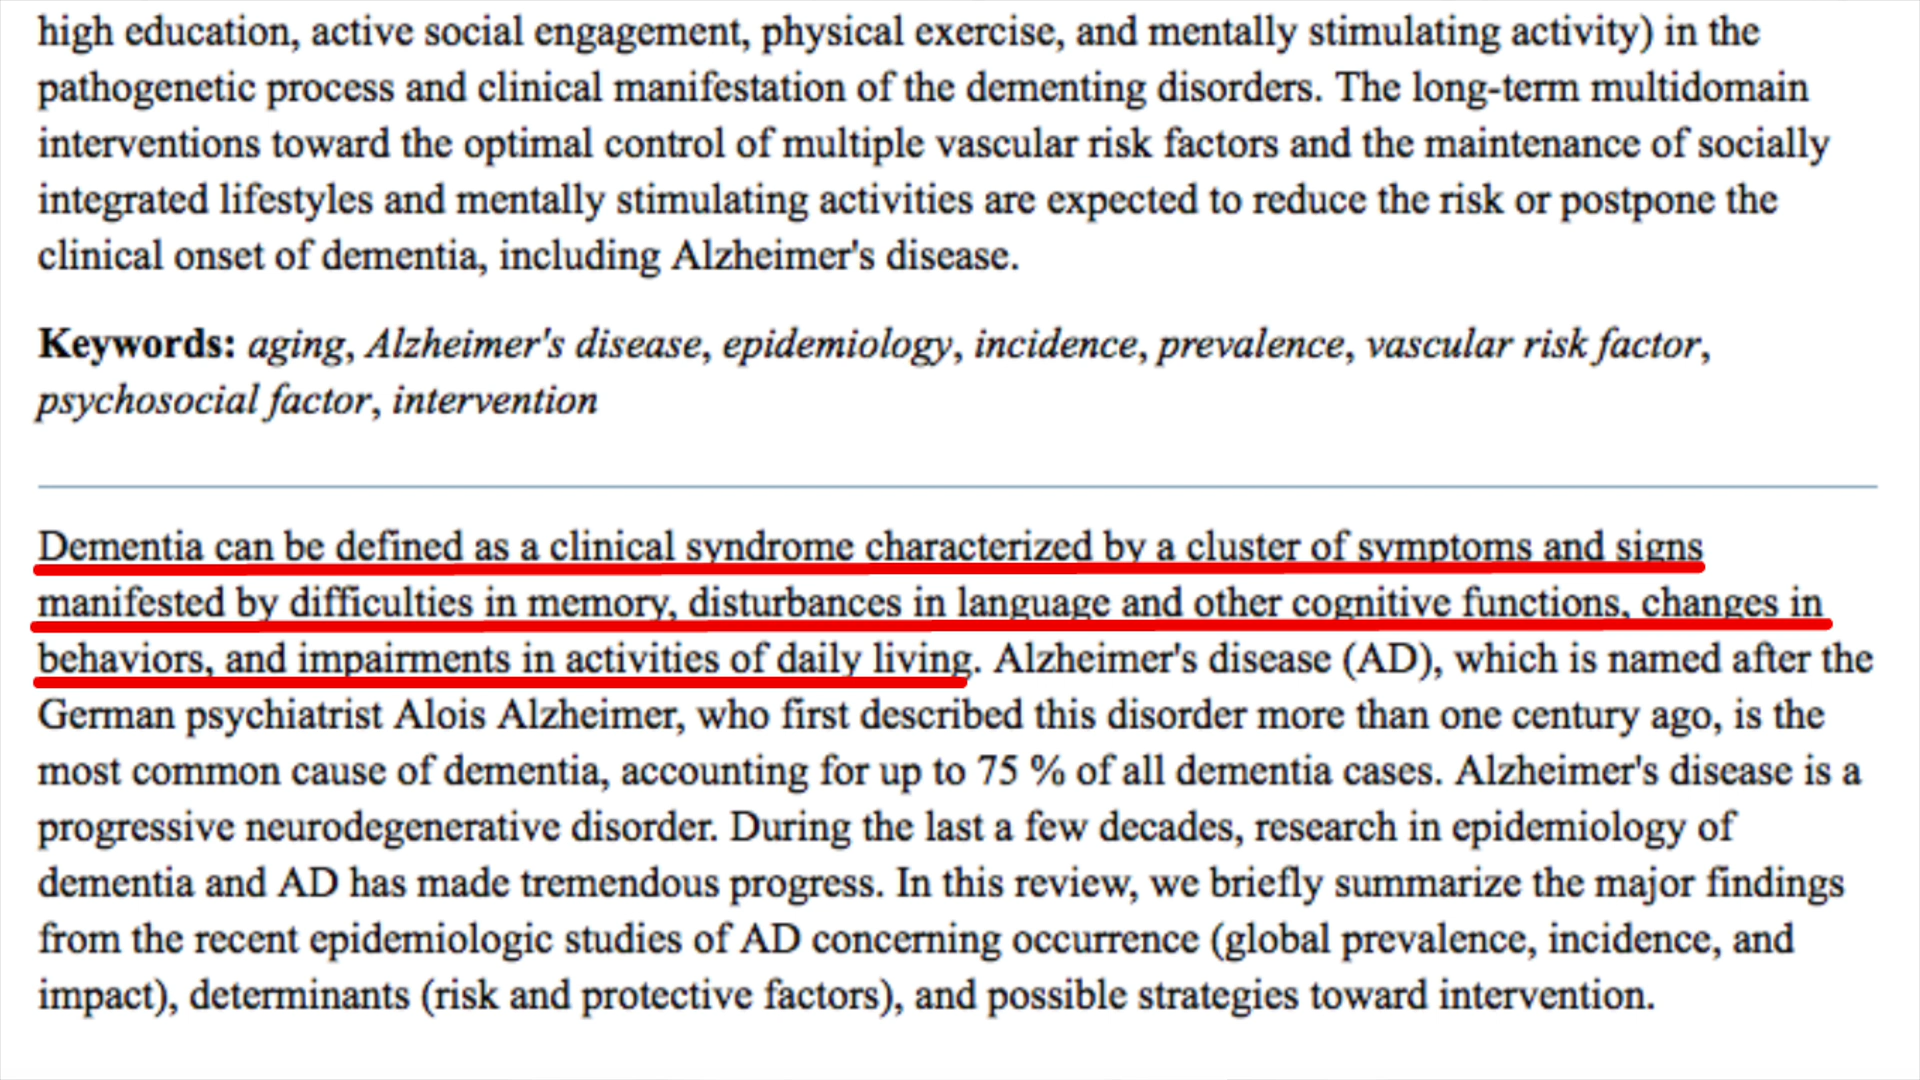 high education, active social engagement, physical exercise, and mentally stimulating activity) in the
pathogenetic process and clinical manifestation of the dementing disorders. The long-term multidomain
interventions toward the optimal control of multiple vascular risk factors and the maintenance of socially
integrated lifestyles and mentally stimulating activities are expected to reduce the risk or postpone the
clinical onset of dementia, including Alzheimer's disease.
Keywords: aging, Alzheimer's disease, epidemiology, incidence, prevalence, vascular risk factor,
psychosocial factor, intervention
Dementia can be defined as a clinical syndrome characterized by a cluster of symptoms and signs
manifested by difficulties in memory, disturbances in language and other cognitive functions, changes in
behaviors, and impairments in activities of daily living. Alzheimer's disease (AD), which is named after the
German psychiatrist Alois Alzheimer, who first described this disorder more than one century ago, is the
most common cause of dementia, accounting for up to 75 % of all dementia cases. Alzheimer's disease is a
progressive neurodegenerative disorder. During the last a few decades, research in epidemiology of
dementia and AD has made tremendous progress. In this review, we briefly summarize the major findings
from the recent epidemiologic studies of AD concerning occurrence (global prevalence, incidence, and
impact), determinants (risk and protective factors), and possible strategies toward intervention.